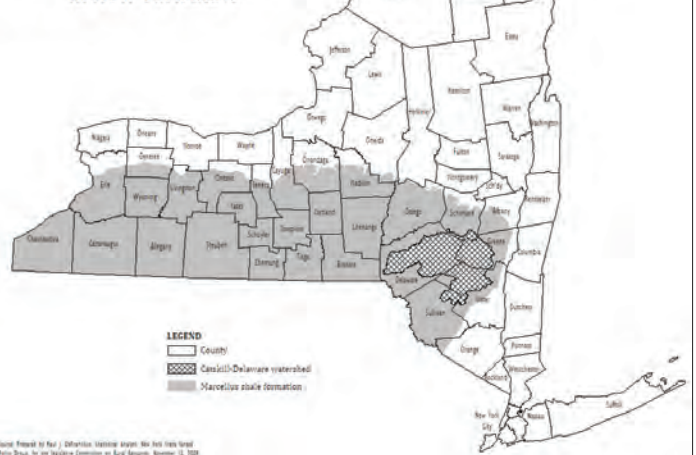 Essex
Jefferson
Lewis
Hamilton
Warren
Washington
Herkimer
Oswego
Oneida
Fulton
Saratoga
Niagara
Orleans
Monroe
Wayne
Genesee
Onondaga
Cayuga
Montgomery
Sch'dy
Rensselaer
Erie
Wyoming
Livingston
Ontario
Seneca
Madison
Yates
Otsego
Schoharie
Albany
Cortland
Chenango
Chautauqua
Cattaraugus
Allegany
Steuben
Schuyler
Tompkins
Chemung
Tioga
Broome
Greene
Columbia
Delaware
Ulster
Sullivan
Dutchess
Orange
Putnam
Westchester
Rockland
New York
City
Nassau
Suffolk
LEGEND
County
Catskill-Delaware watershed
Marcellus shale formation